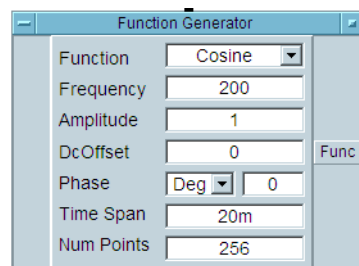 Function Generator
Function Cosine
Frequency 200
Amplitude 1
DcOffset 0 Func
Phase Deg 0
Time Span 20m
Num Points 256